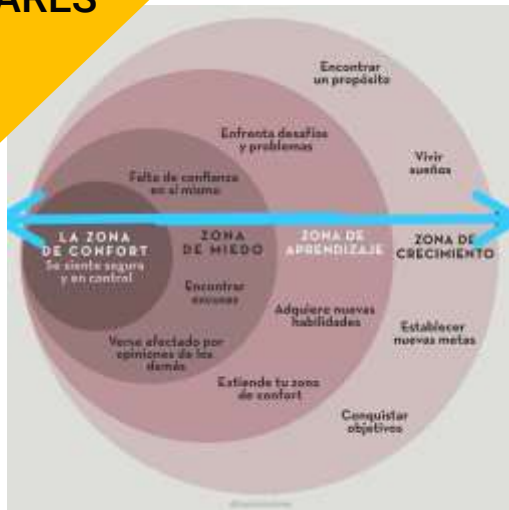 ARES
Encontrar
un propósito
Enfrenta desafíos
y problemas
Vivir
sueños
Falta de confianza
en sí mismo
LA ZONA
DE CONFORT
Se siente segura
y en control
ZONA
DE MIEDO
ZONA DE
APRENDIZAJE
ZONA DE
CRECIMIENTO
Encontrar
excusas
Adquiere nuevas
habilidades
Establecer
nuevas metas
Verse afectado por
opiniones de los
demás
Extiende tu zona
de confort
Conquistar
objetivos